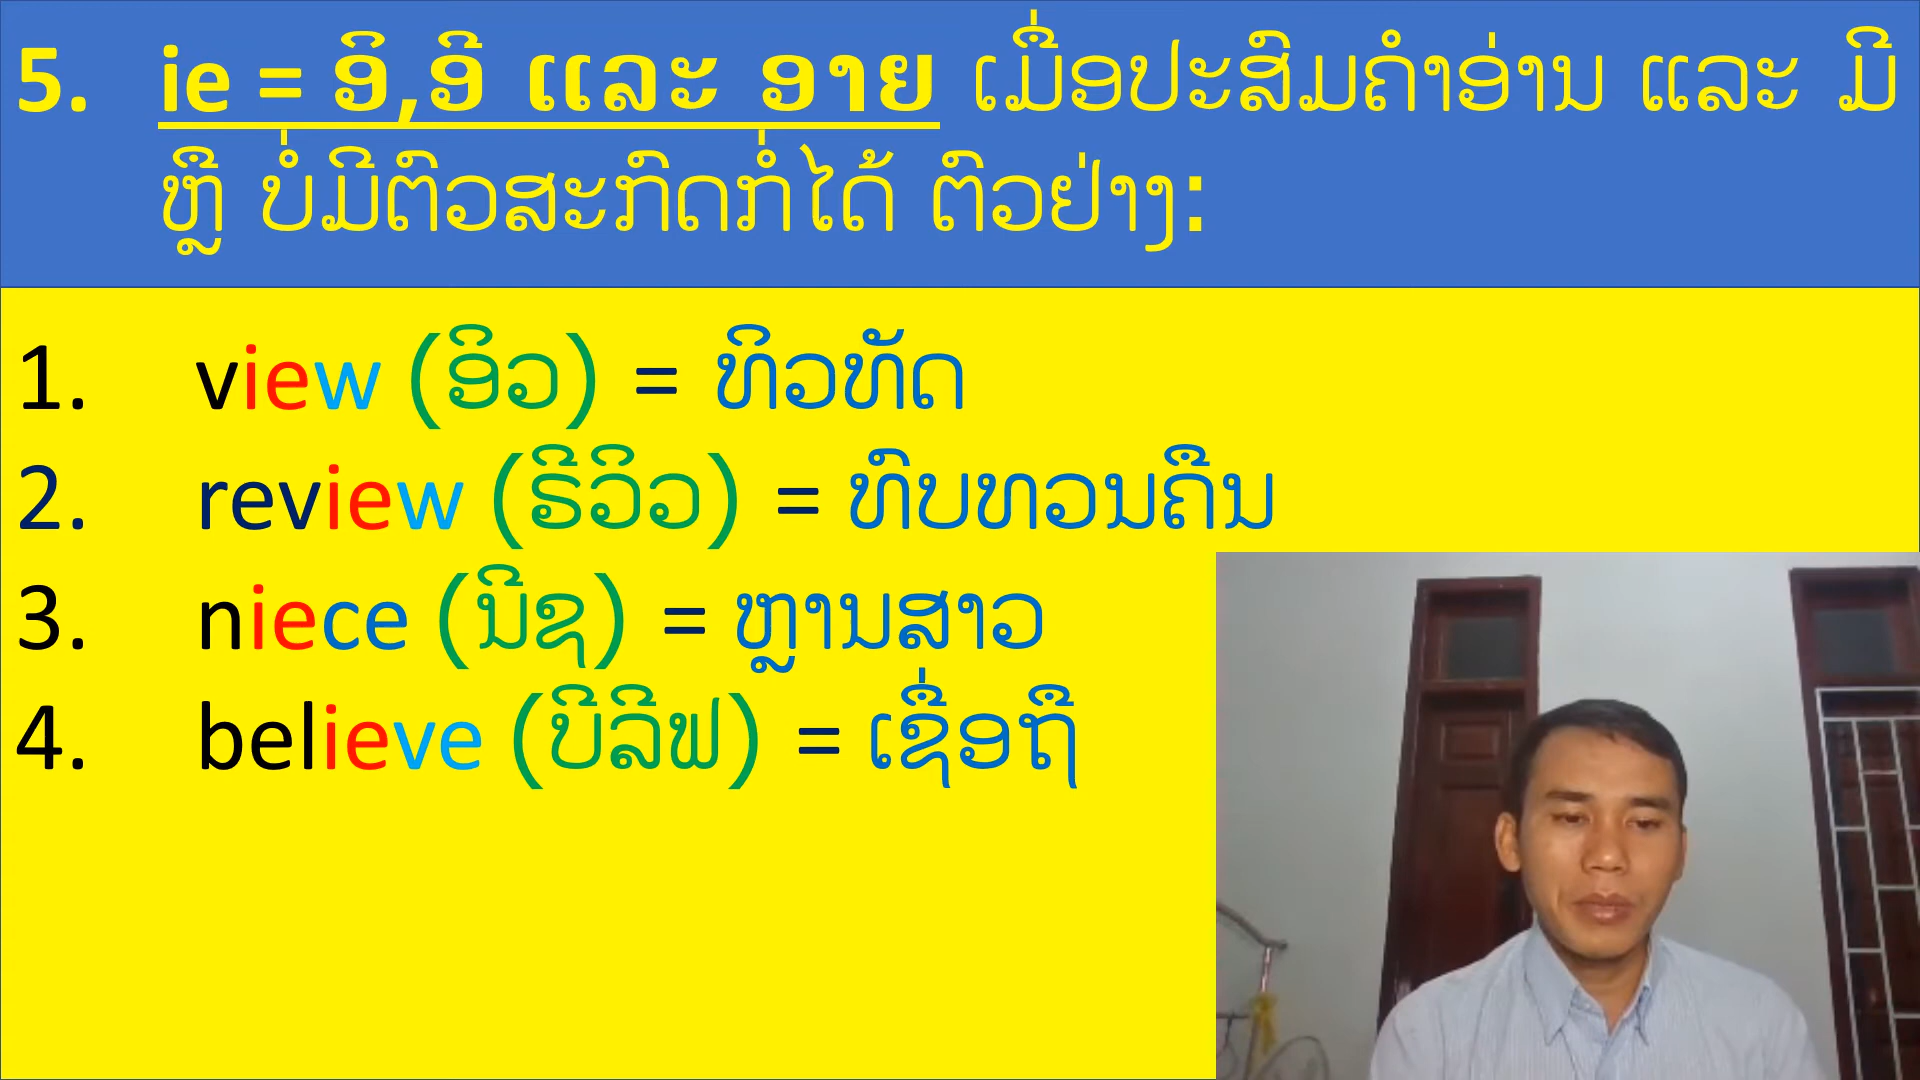 5. ie = ອິ,ອີ ແລະ ອາຍ ເມື່ອປະສົມຄຳອ່ານ ແລະ ມີ
ຫຼື ບໍ່ມີຕົວສະກົດກໍ່ໄດ້ ຕົວຢ່າງ:
1. view (ອິວ) = ທິວທັດ
2. review (ຣີວິວ) = ທົບທວນຄືນ
3. niece (ນີຊ) = ຫຼານສາວ
4. believe (ບີລີຟ) = ເຊື່ອຖື